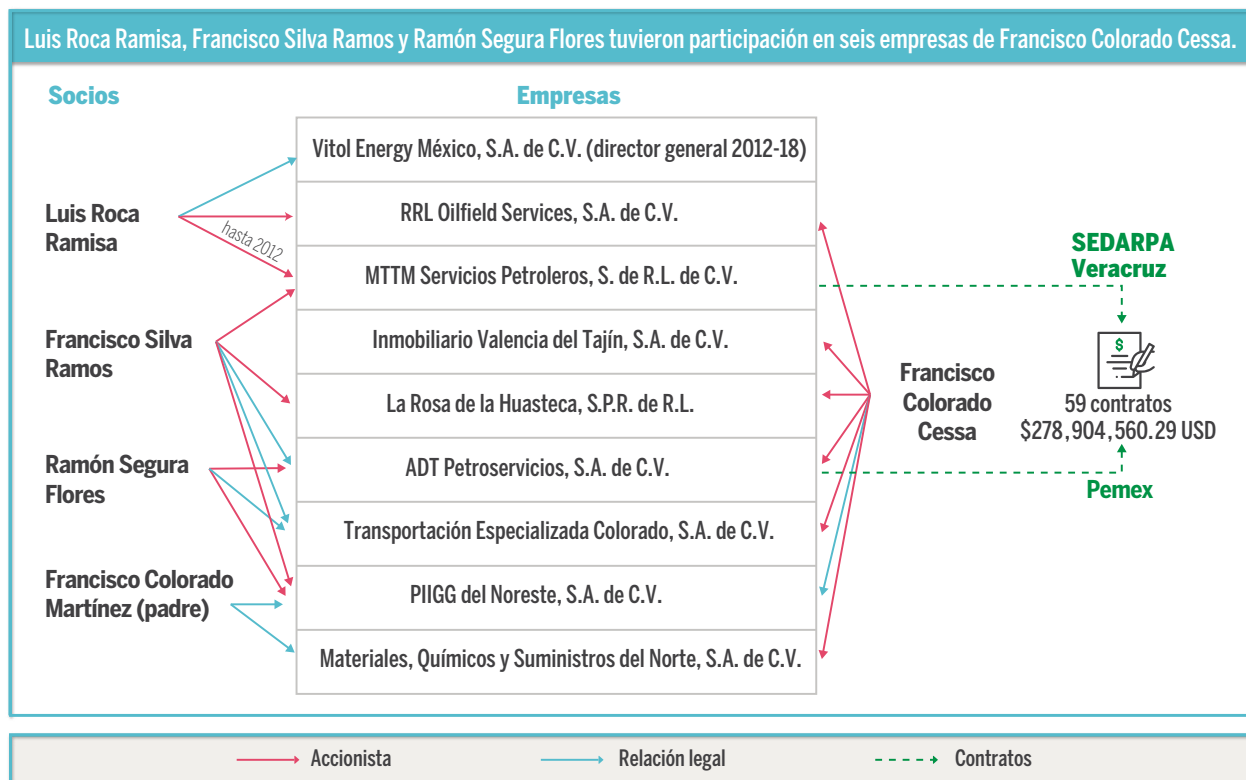 Luis Roca Ramisa, Francisco Silva Ramos y Ramón Segura Flores tuvieron participación en seis empresas de Francisco Colorado Cessa.
Socios
Empresas
Luis Roca
Ramisa
hasta 2012
Francisco Silva
Ramos
Ramón Segura
Flores
Francisco Colorado
Martínez (padre)
Vitol Energy México, S.A. de C.V. (director general 2012-18)
RRL Oilfield Services, S.A. de C.V.
MTTM Servicios Petroleros, S. de R.L. de C.V.
Inmobiliario Valencia del Tajín, S.A. de C.V.
La Rosa de la Huasteca, S.P.R. de R.L.
ADT Petroservicios, S.A. de C.V.
Transportación Especializada Colorado, S.A. de C.V.
PIIGG del Noreste, S.A. de C.V.
Materiales, Químicos y Suministros del Norte, S.A. de C.V.
Francisco
Colorado
Cessa
SEDARPA
Veracruz
$
59 contratos
$278,904,560.29 USD
Pemex
Accionista
Relación legal
Contratos